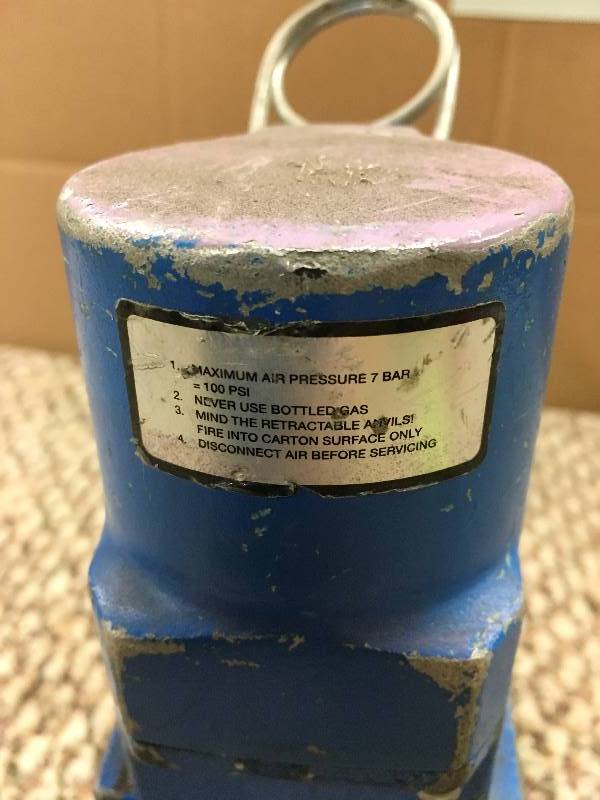 1. MAXIMUM AIR PRESSURE 7 BAR
= 100 PSI
2. NEVER USE BOTTLED GAS
3. MIND THE RETRACTABLE ANVILS!
FIRE INTO CARTON SURFACE ONLY
4. DISCONNECT AIR BEFORE SERVICING